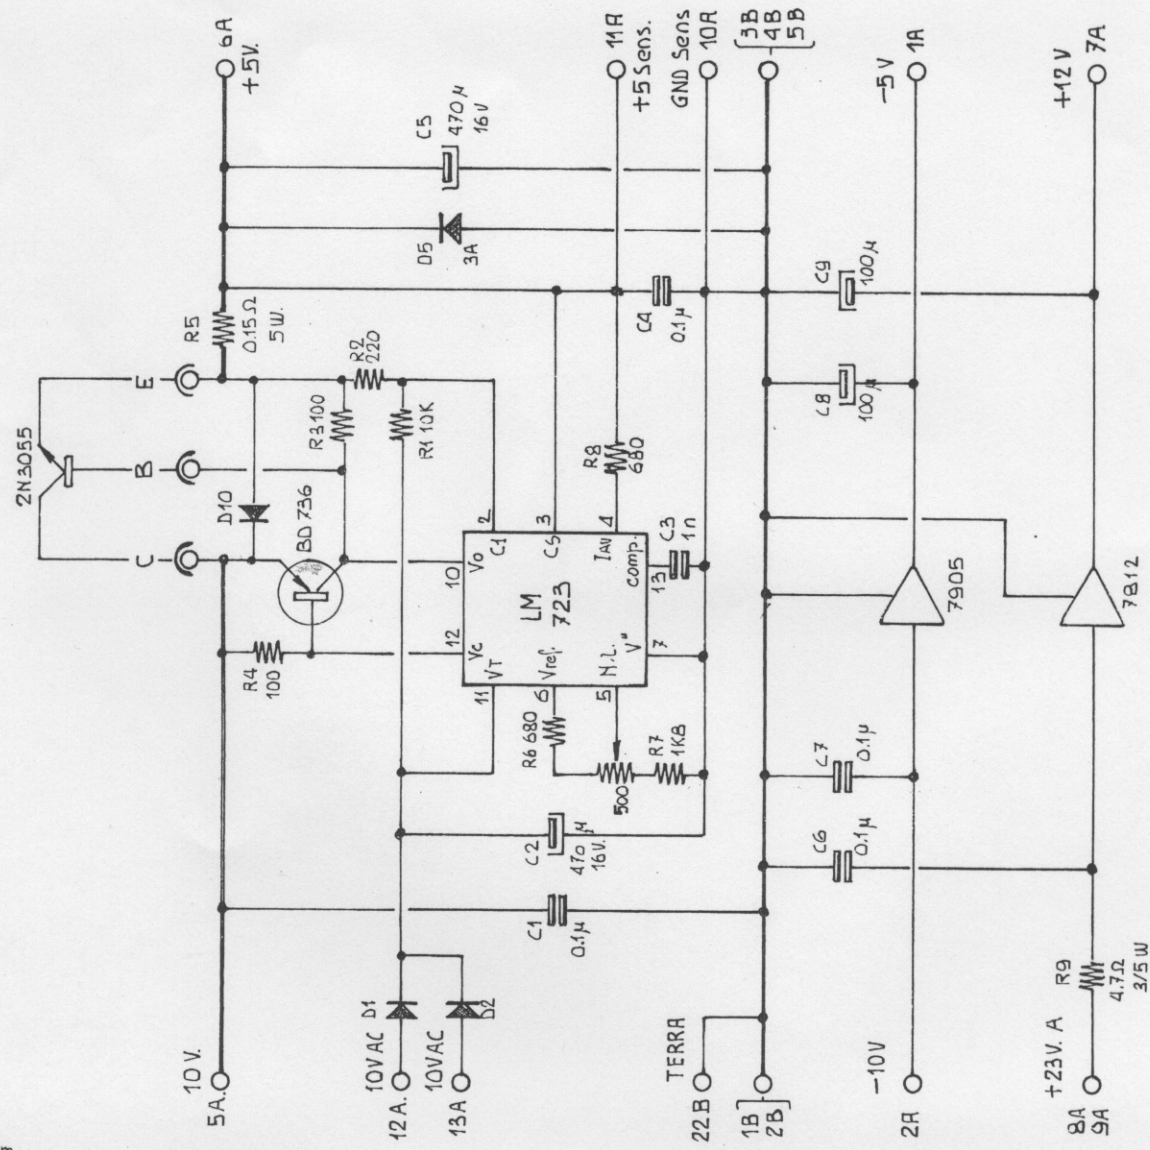 6A
+5V.
11A
+5 Sens.
GND Sens
10A
3B
4B
5B
-5V
1A
+12V
7A
C5
470µ
16V
D5
3A
R5
0.15Ω
5W.
2N3055
E
B
C
R2
220
R3 100
R1 10K
D10
BD 736
R4
100
C4
0.1µ
R8
680
C9
100µ
C8
100µ
10
Vo
2
C1
3
CS
4
IAU
comp.
13
C3
1n
12
Vc
LM
723
11
VT
6
Vref.
5
N.L.
V
7
R6 680
500
R7
1K8
C2
470µ
16V.
C1
0.1µ
7905
7812
C7
0.1µ
C6
0.1µ
D1
D2
10V.
5A.
10V AC
12A.
10V AC
13A
TERRA
22B
1B
2B
-10V
2A
+23V. A
8A
9A
R9
4.7Ω
3/5W